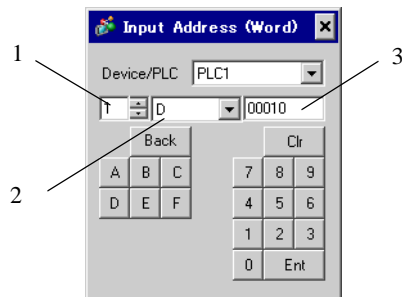 Input Address (Word)
1
3
Device/PLC PLC1
1 D 00010
Back Clr
A B C 7 8 9
2
D E F 4 5 6
1 2 3
0 Ent